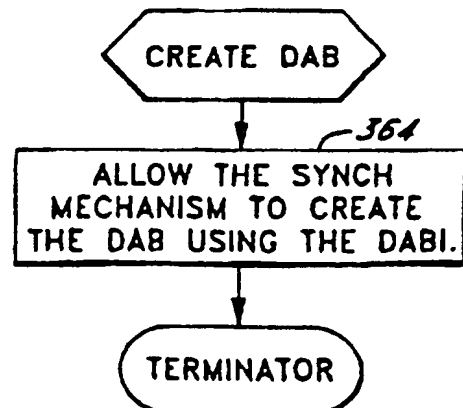 CREATE DAB
364
ALLOW THE SYNCH
MECHANISM TO CREATE
THE DAB USING THE DABI.
TERMINATOR